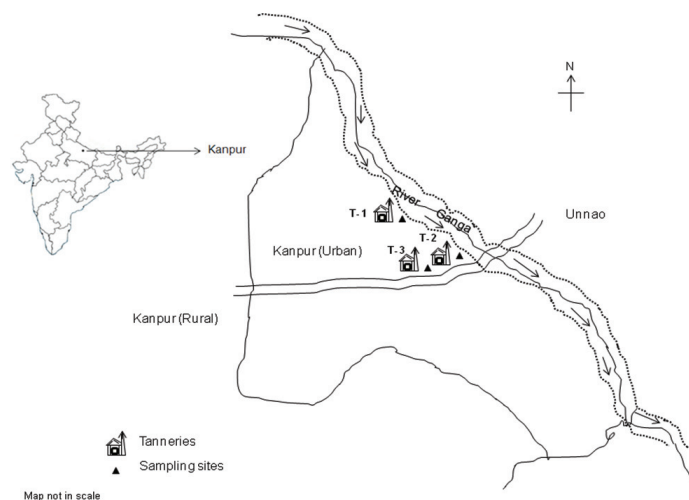 N
Kanpur
River Ganga
T-1
Unnao
T-2
Kanpur (Urban)
T-3
Kanpur (Rural)
Tanneries
Sampling sites
Map not in scale